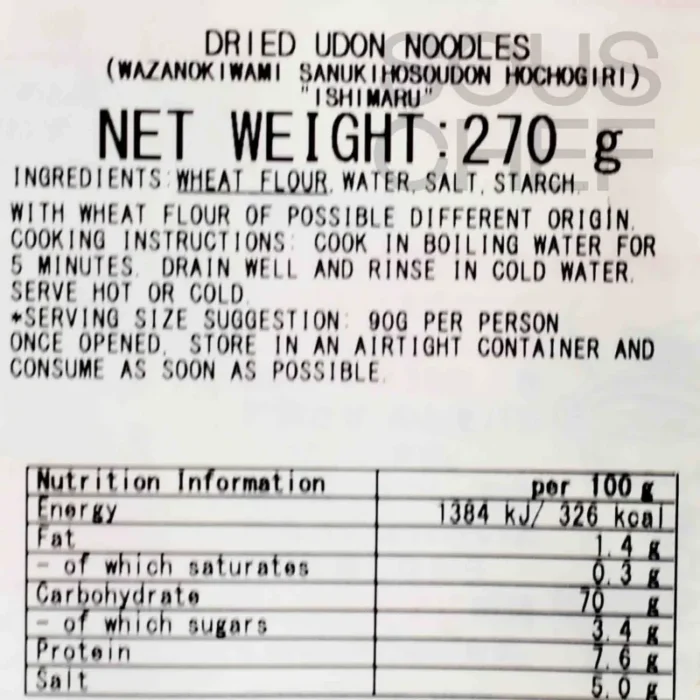 SOUS
CHEF
DRIED UDON NOODLES
(WAZANOKIWAMI SANUKIHOSOUDON HOCHOGIRI)
"ISHIMARU"
NET WEIGHT:270 g
INGREDIENTS:WHEAT FLOUR, WATER, SALT, STARCH.
WITH WHEAT FLOUR OF POSSIBLE DIFFERENT ORIGIN.
COOKING INSTRUCTIONS: COOK IN BOILING WATER FOR
5 MINUTES. DRAIN WELL AND RINSE IN COLD WATER.
SERVE HOT OR COLD.
*SERVING SIZE SUGGESTION: 90G PER PERSON
ONCE OPENED, STORE IN AN AIRTIGHT CONTAINER AND
CONSUME AS SOON AS POSSIBLE.
Nutrition Information per 100 g
Energy 1384 kJ/ 326 kcal
Fat 1.4 g
- of which saturates 0.3 g
Carbohydrate 70 g
- of which sugars 3.4 g
Protein 7.6 g
Salt 5.0 g